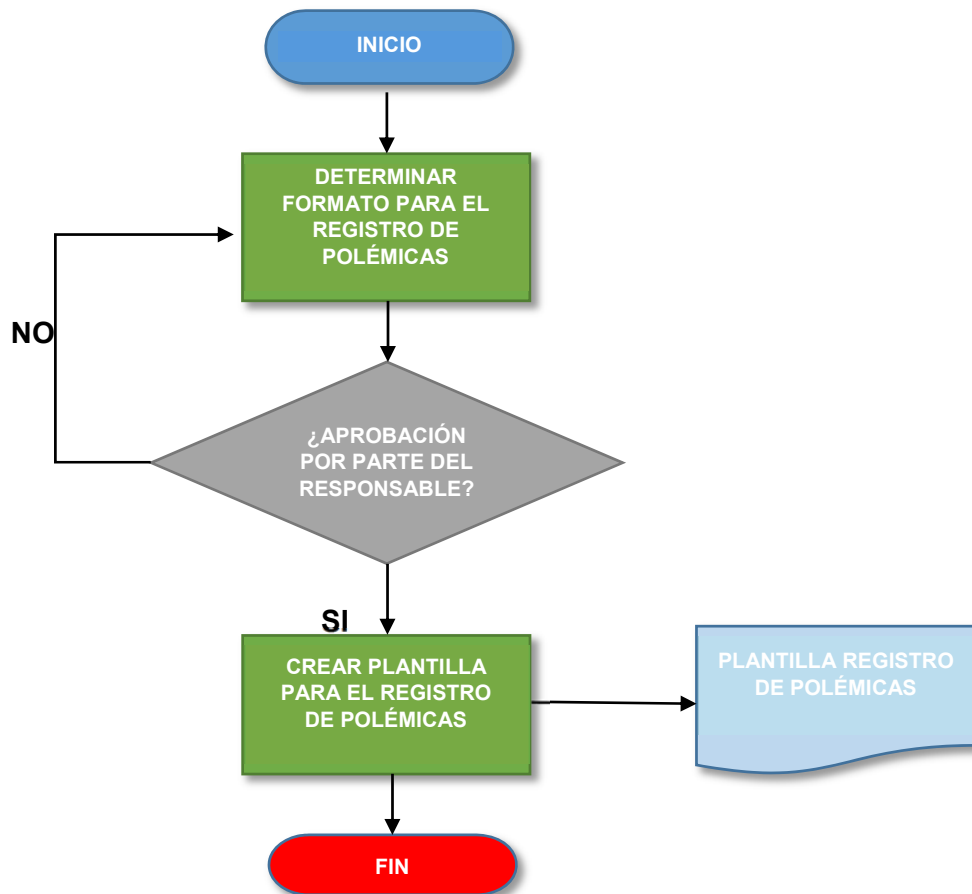 INICIO
DETERMINAR
FORMATO PARA EL
REGISTRO DE
POLÉMICAS
NO
¿APROBACIÓN
POR PARTE DEL
RESPONSABLE?
SI
CREAR PLANTILLA
PARA EL REGISTRO
DE POLÉMICAS
PLANTILLA REGISTRO
DE POLÉMICAS
FIN